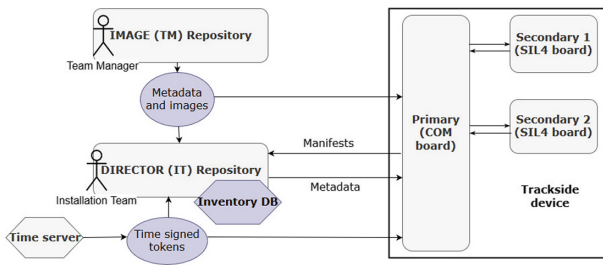 IMAGE (TM) Repository
Team Manager
Metadata
and images
DIRECTOR (IT) Repository
Installation Team
Inventory DB
Time server
Time signed
tokens
Manifests
Metadata
Primary
(COM
board)
Secondary 1
(SIL4 board)
Secondary 2
(SIL4 board)
Trackside
device